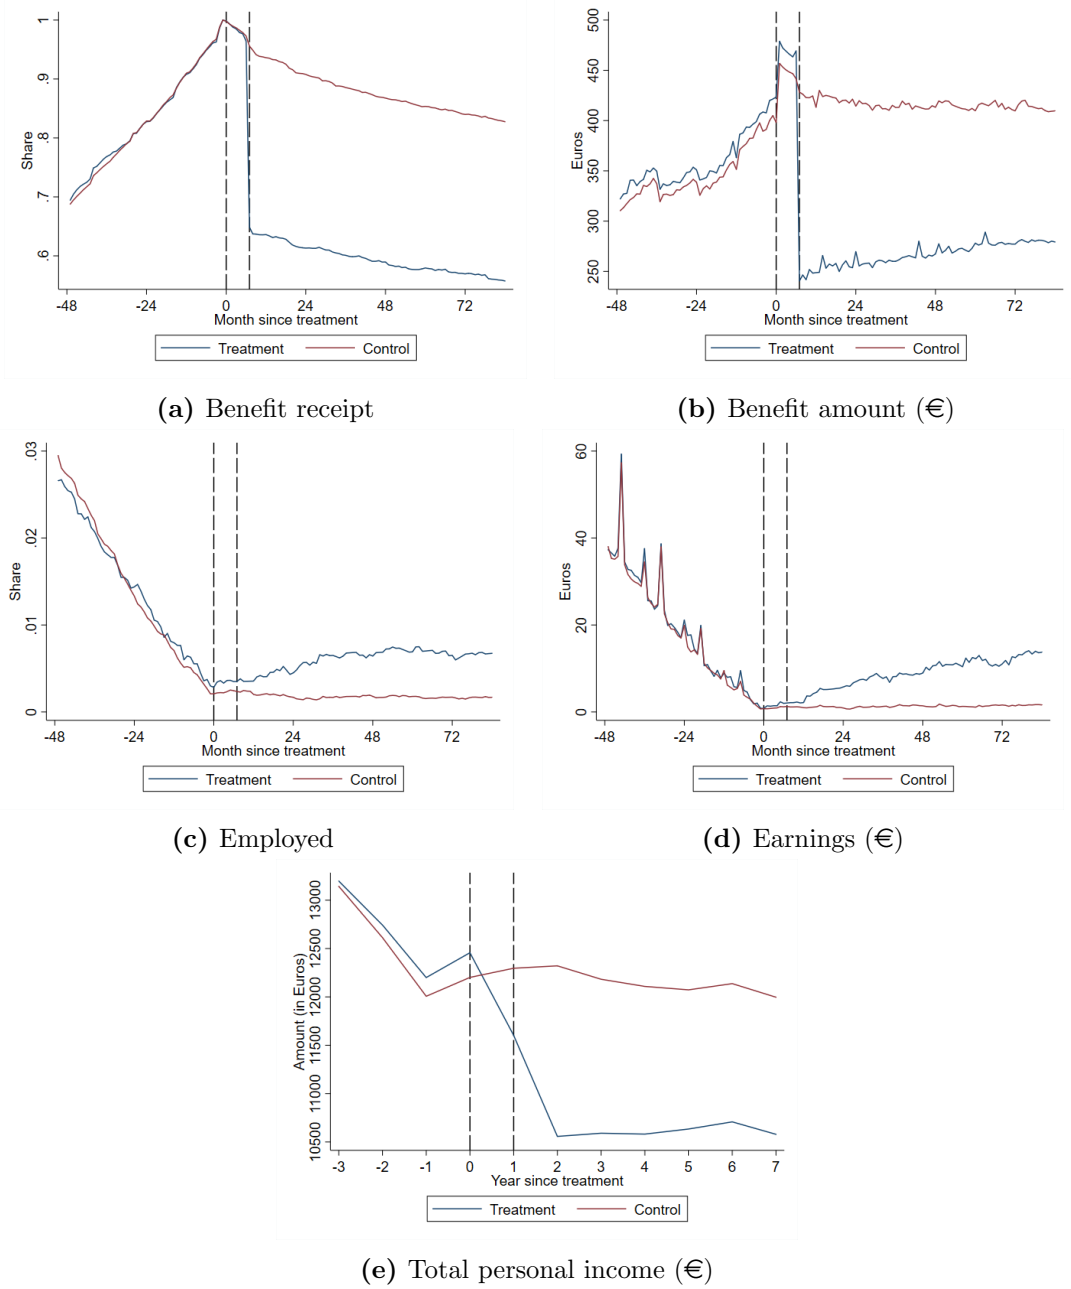 Share
1
.9
.8
.7
.6
-48 -24 0 24 48 72
Month since treatment
Treatment Control
(a) Benefit receipt
Euros
500
450
400
350
300
250
-48 -24 0 24 48 72
Month since treatment
Treatment Control
(b) Benefit amount (€)
Share
.03
.02
.01
0
-48 -24 0 24 48 72
Month since treatment
Treatment Control
(c) Employed
Euros
60
40
20
0
-48 -24 0 24 48 72
Month since treatment
Treatment Control
(d) Earnings (€)
Amount (in Euros)
13000
12500
12000
11500
11000
10500
-3 -2 -1 0 1 2 3 4 5 6 7
Year since treatment
Treatment Control
(e) Total personal income (€)